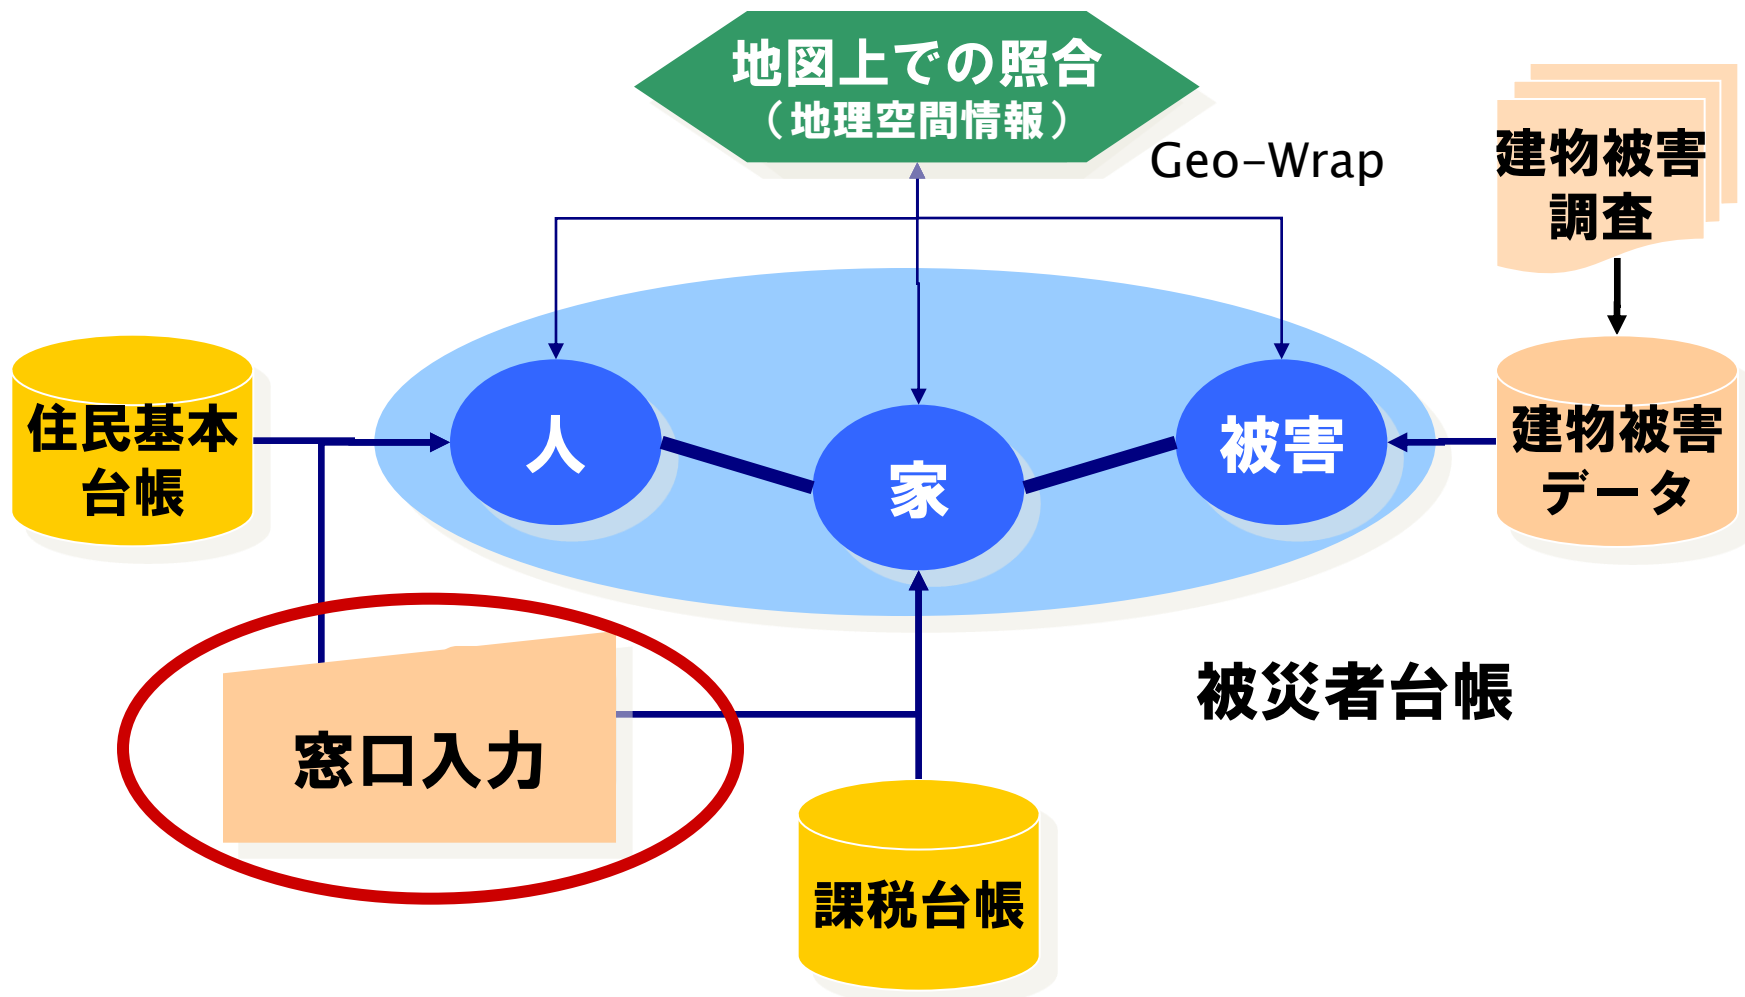 地図上での照合
（地理空間情報）
Geo-Wrap
建物被害
調査
住民基本
台帳
人
家
被害
建物被害
データ
窓口入力
被災者台帳
課税台帳